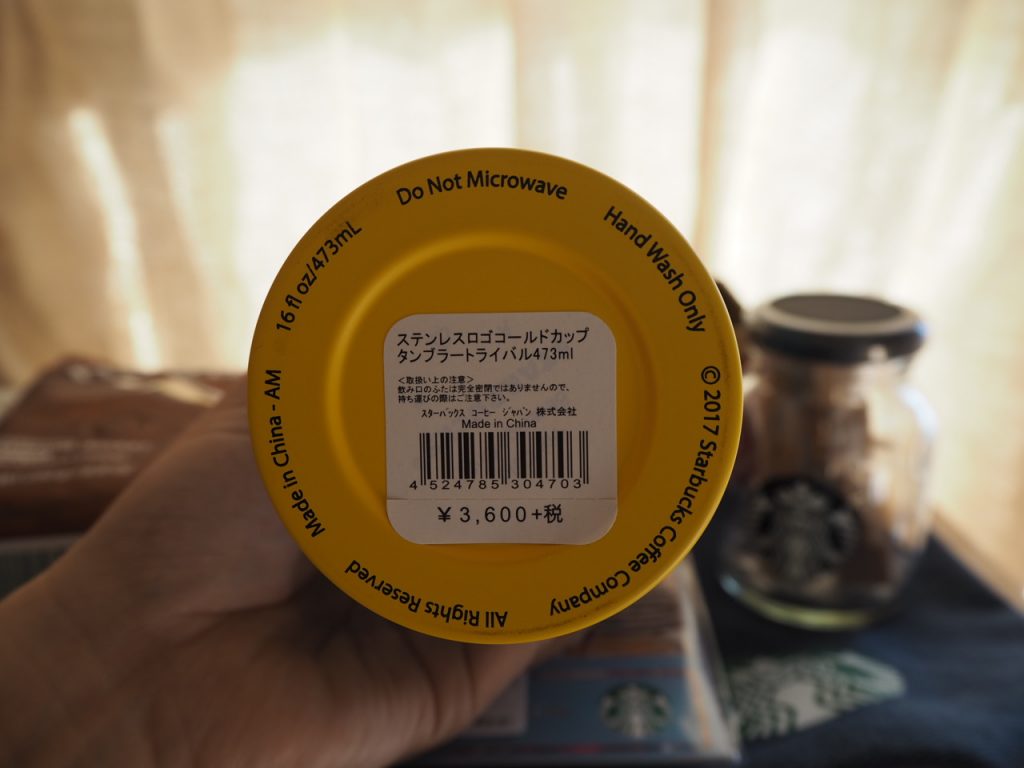 16 fl oz/473mL
Do Not Microwave
Hand Wash Only
© 2017 Starbucks Coffee Company
All Rights Reserved
Made in China - AM
ステンレスロゴコールドカップ
タンブラートライバル473ml
＜取扱い上の注意＞
飲み口のふたは完全密閉ではありませんので、
持ち運びの際はご注意下さい。
スターバックス コーヒー ジャパン 株式会社
Made in China
4 524785 304703
¥ 3,600+税